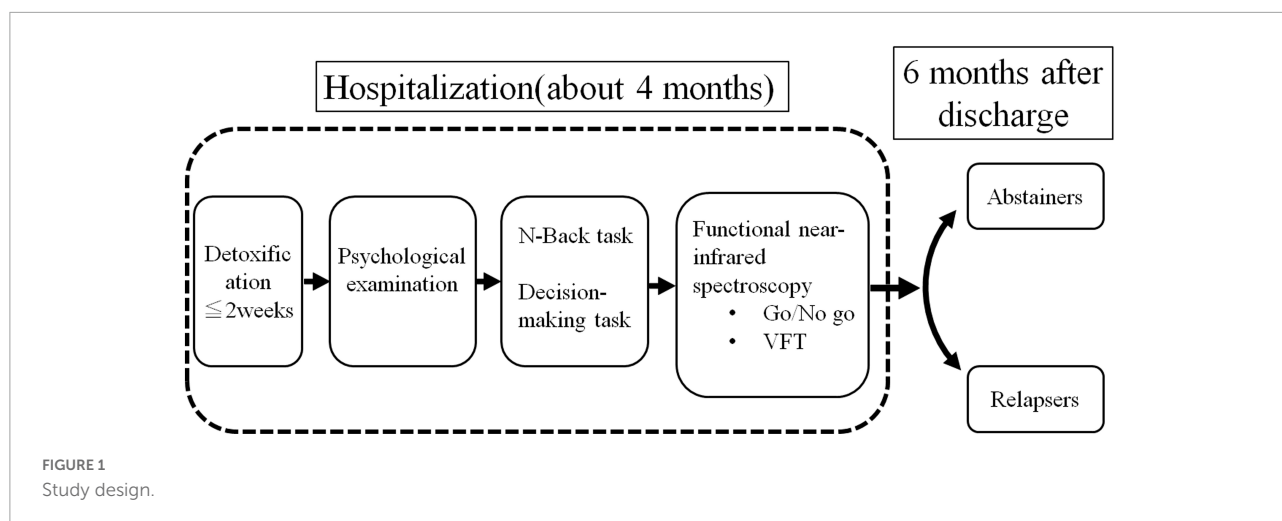 Hospitalization(about 4 months)
6 months after
discharge
Detoxific
ation
≦2weeks
Psychological
examination
N-Back task
Decision-
making task
Functional near-
infrared
spectroscopy
• Go/No go
• VFT
Abstainers
Relapsers
FIGURE 1
Study design.